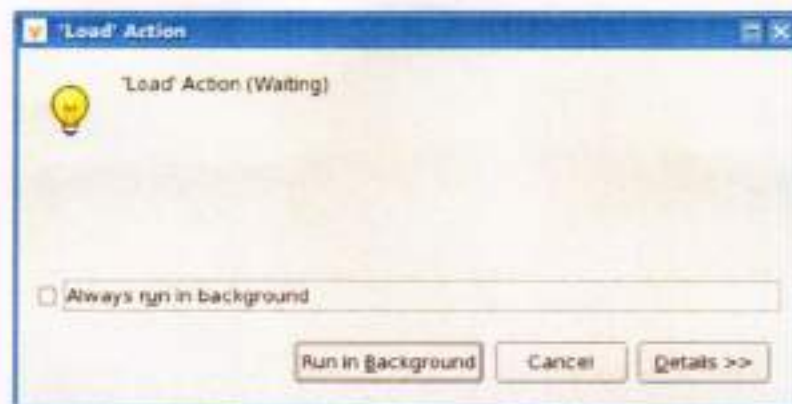 'Load' Action
'Load' Action (Waiting)
Always run in background
Run in Background Cancel Details >>